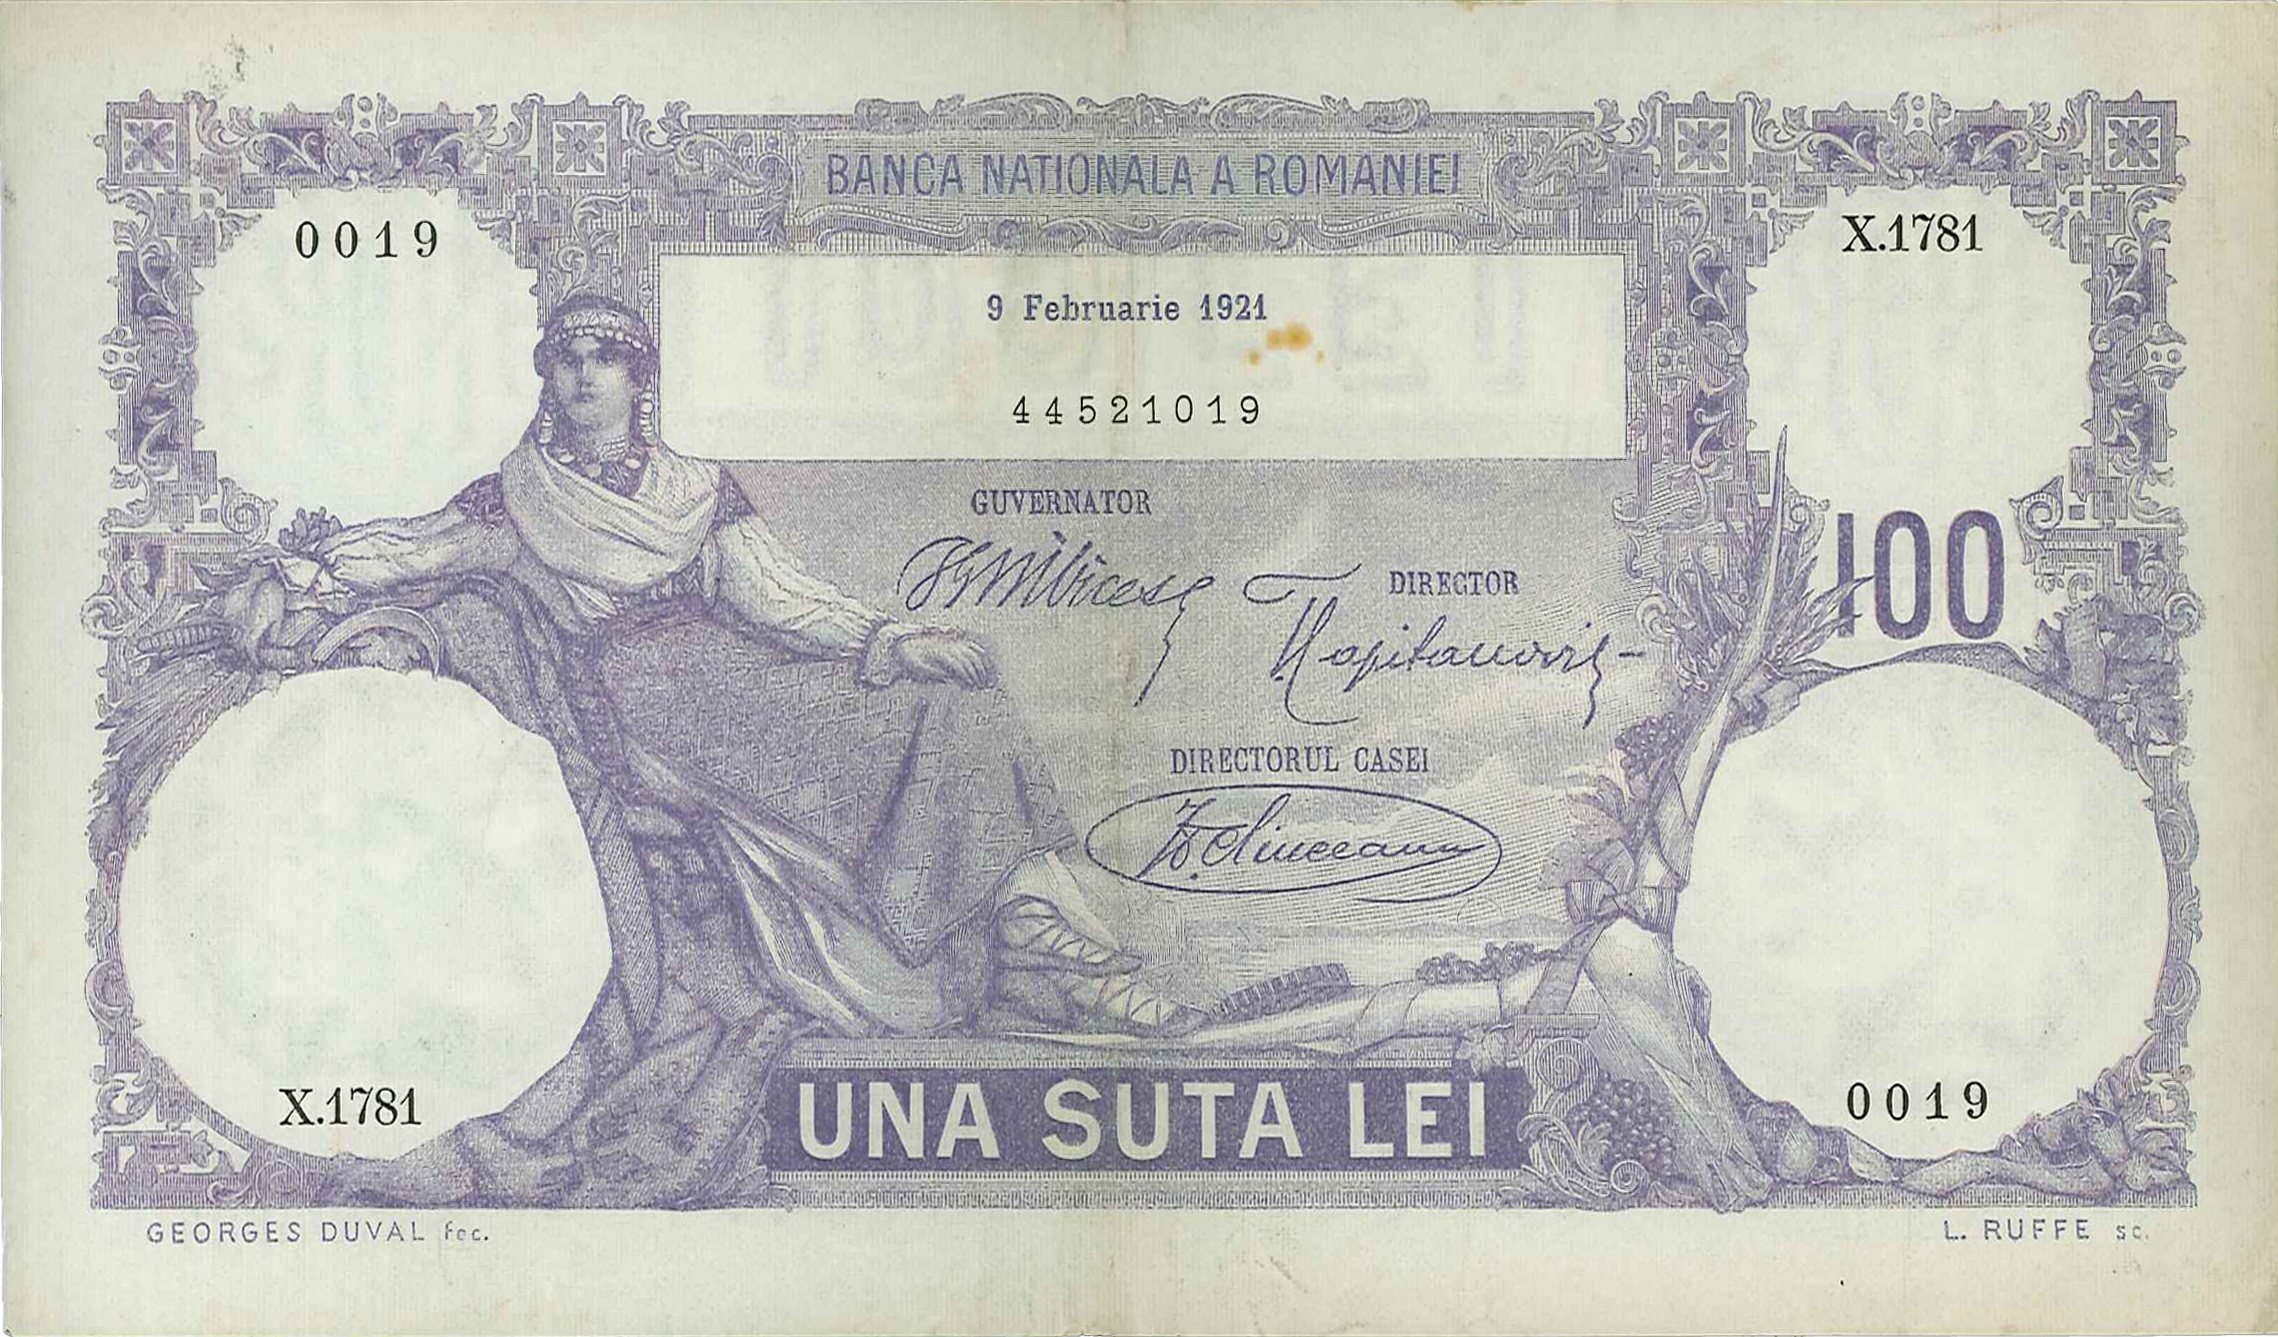 BANCA NATIONALA A ROMANIEI
0019
X.1781
9 Februarie 1921
44521019
GUVERNATOR
DIRECTOR
100
DIRECTORUL CASEI
X.1781
0019
UNA SUTA LEI
GEORGES DUVAL fec.
L. RUFFE sc.